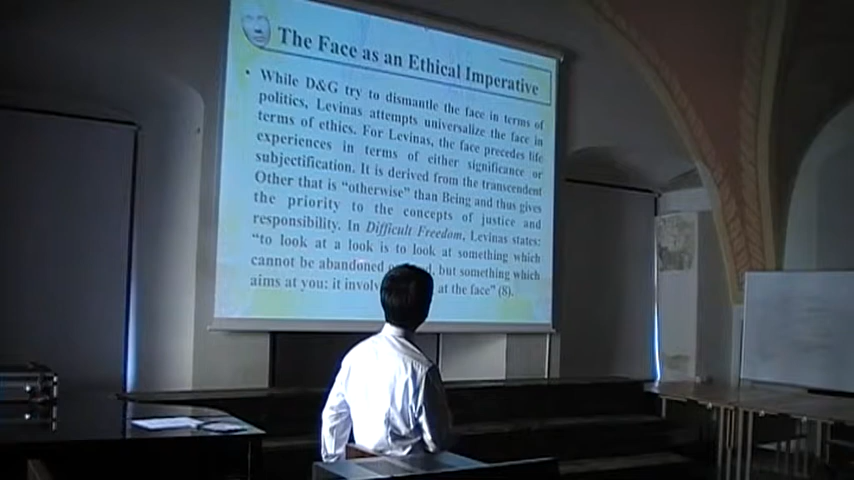 The Face as an Ethical Imperative
• While D&G try to dismantle the face in terms of
politics, Levinas attempts universalize the face in
terms of ethics. For Levinas, the face precedes life
experiences in terms of either significance or
subjectification. It is derived from the transcendent
Other that is "otherwise" than Being and thus gives
the priority to the concepts of justice and
responsibility. In Difficult Freedom, Levinas states:
"to look at a look is to look at something which
cannot be abandoned but something which
aims at you: it at the face" (8).